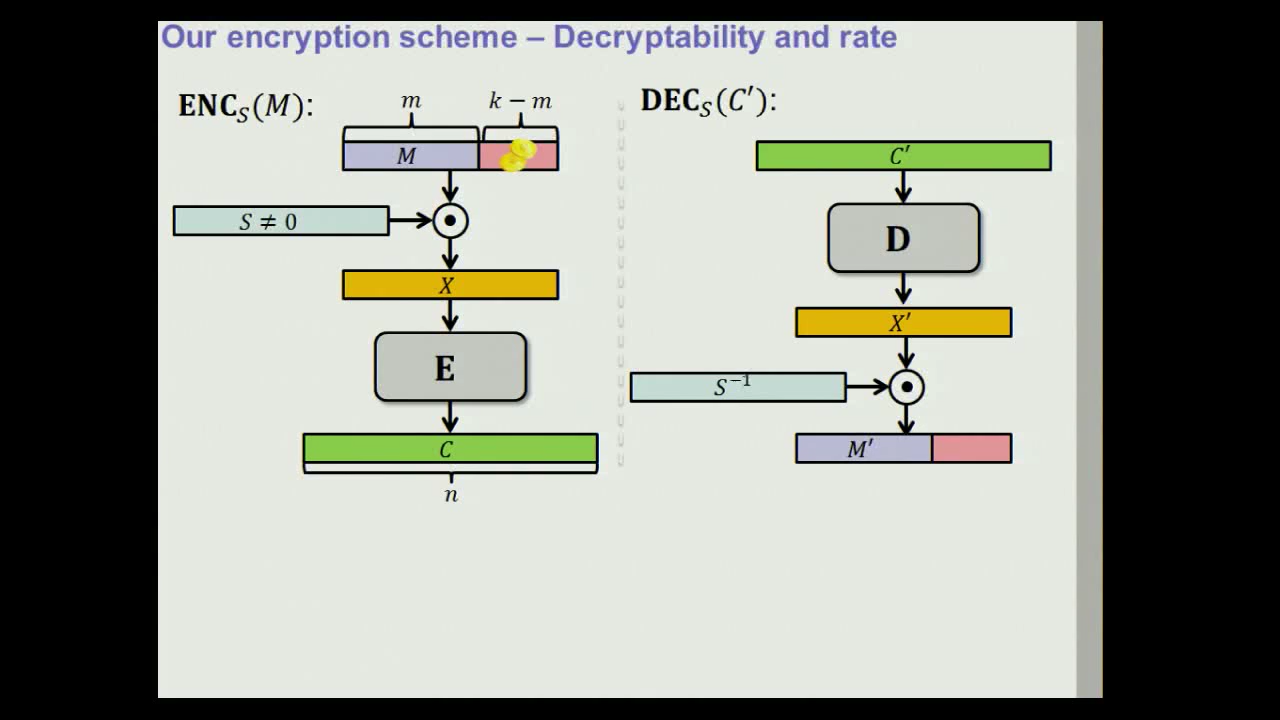 Our encryption scheme – Decryptability and rate
ENC_S(M):
m
k − m
M
S ≠ 0
X
E
C
n
DEC_S(C′):
C′
D
X′
S⁻¹
M′